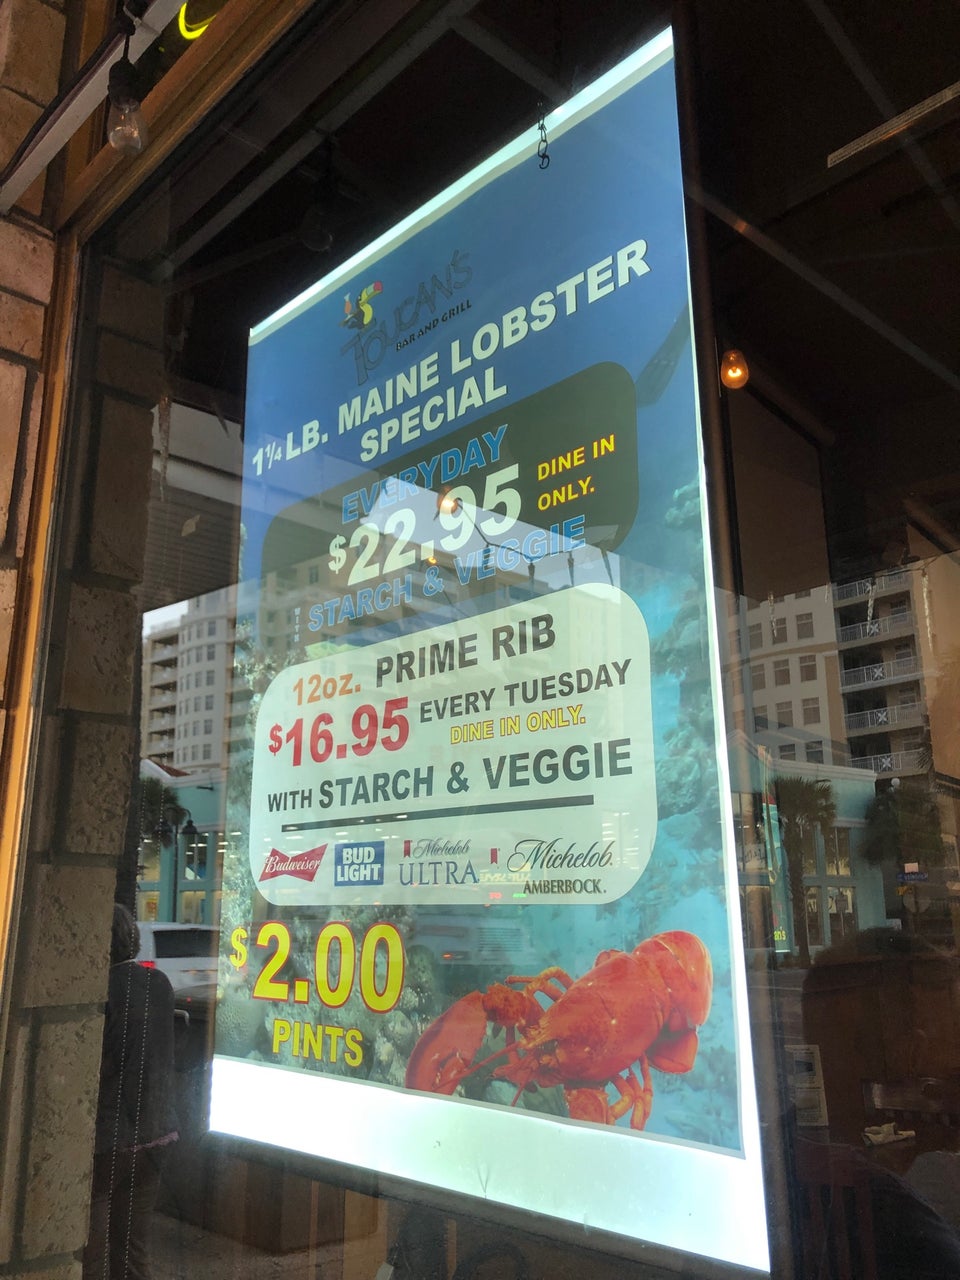 TOUCAN'S
BAR AND GRILL
1 1/4 LB. MAINE LOBSTER
SPECIAL
EVERYDAY
$22.95 DINE IN
ONLY.
WITH STARCH & VEGGIE
12oz. PRIME RIB
$16.95 EVERY TUESDAY
DINE IN ONLY.
WITH STARCH & VEGGIE
Budweiser BUD LIGHT Michelob ULTRA Michelob AMBERBOCK.
$2.00
PINTS